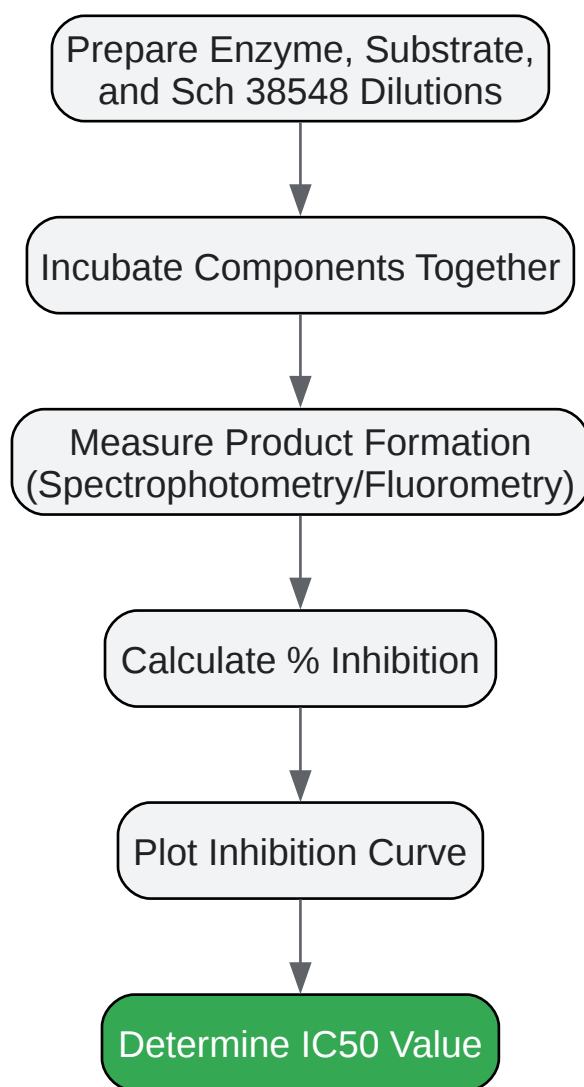 Prepare Enzyme, Substrate,
and Sch 38548 Dilutions
Incubate Components Together
Measure Product Formation
(Spectrophotometry/Fluorometry)
Calculate % Inhibition
Plot Inhibition Curve
Determine IC50 Value